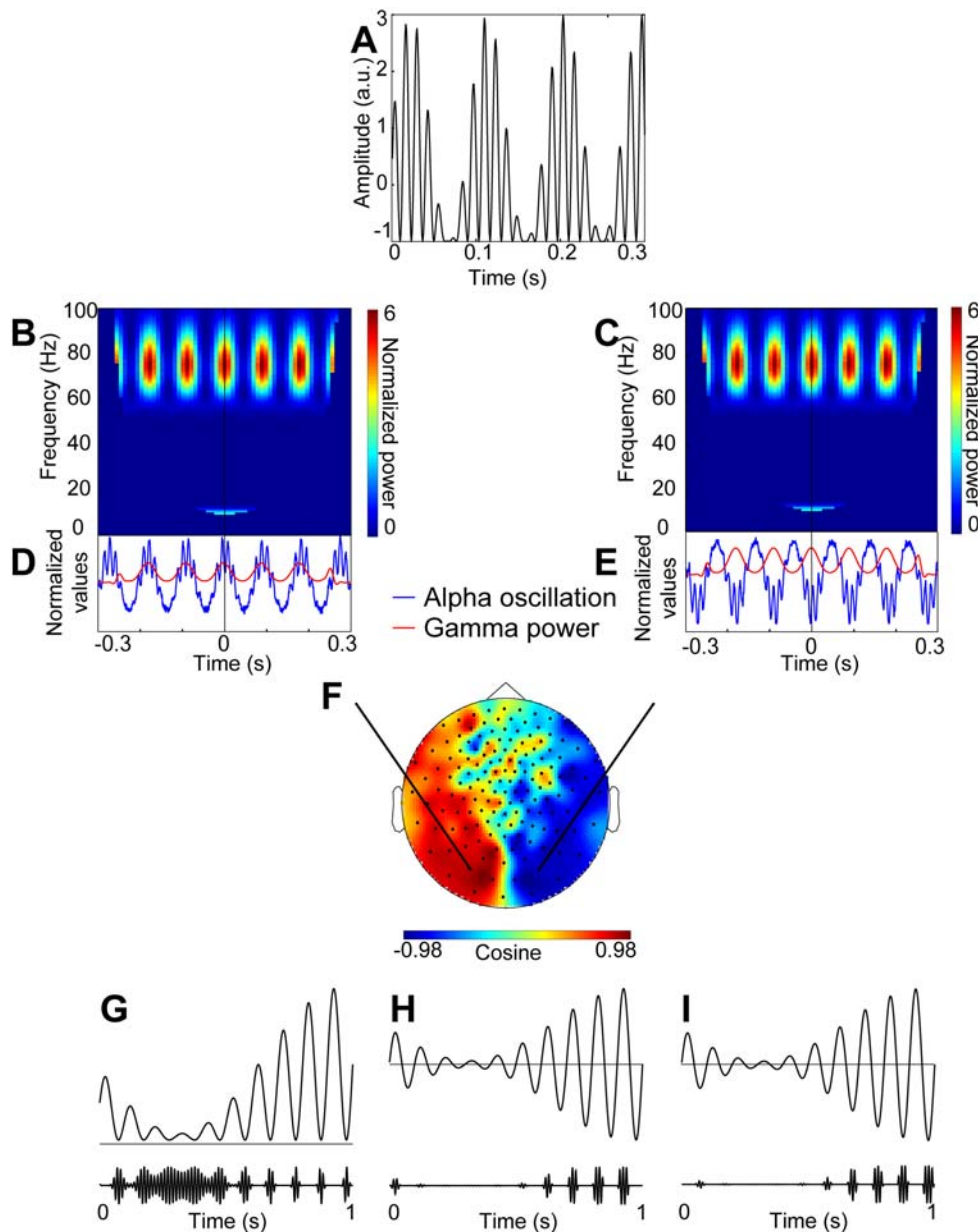 A
Amplitude (a.u.)
3
2
1
0
-1
0 0.1 0.2 0.3
Time (s)
B
Frequency (Hz)
100
80
60
40
20
0
6
Normalized power
0
C
Frequency (Hz)
100
80
60
40
20
0
6
Normalized power
0
D
Normalized
values
-0.3 0 0.3
Time (s)
Alpha oscillation
Gamma power
E
Normalized
values
-0.3 0 0.3
Time (s)
F
-0.98 Cosine 0.98
G
H
I
0 Time (s) 1
0 Time (s) 1
0 Time (s) 1